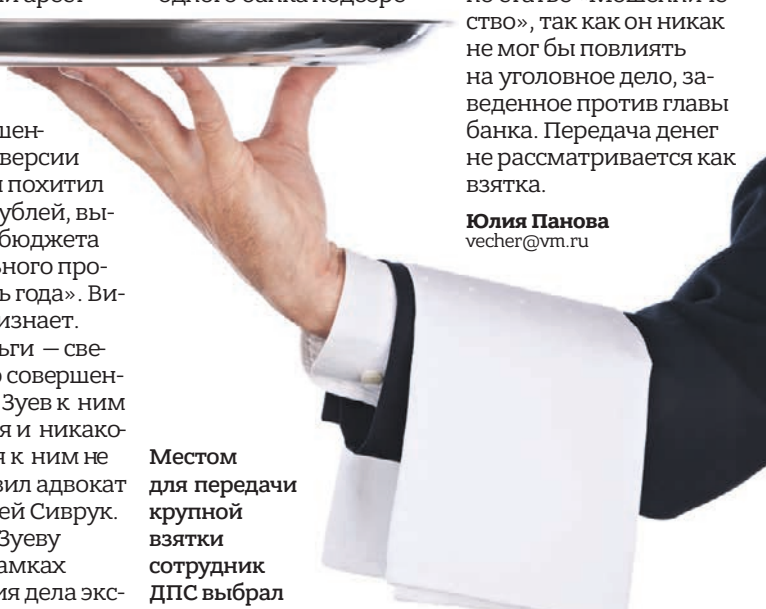 шен-
версии
похитил
ублей, вы-
бюджета
ного про-
ь года». Ви-
изнает.
ьги — све-
совершен-
Зуев к ним
я и никако-
я к ним не
вил адвокат
ей Сиврук.
Зуеву
амках
ия дела экс-
Местом
для передачи
крупной
взятки
сотрудник
ДПС выбрал
ство», так как он никак
не мог бы повлиять
на уголовное дело, за-
веденное против главы
банка. Передача денег
не рассматривается как
взятка.
Юлия Панова
vecher@vm.ru